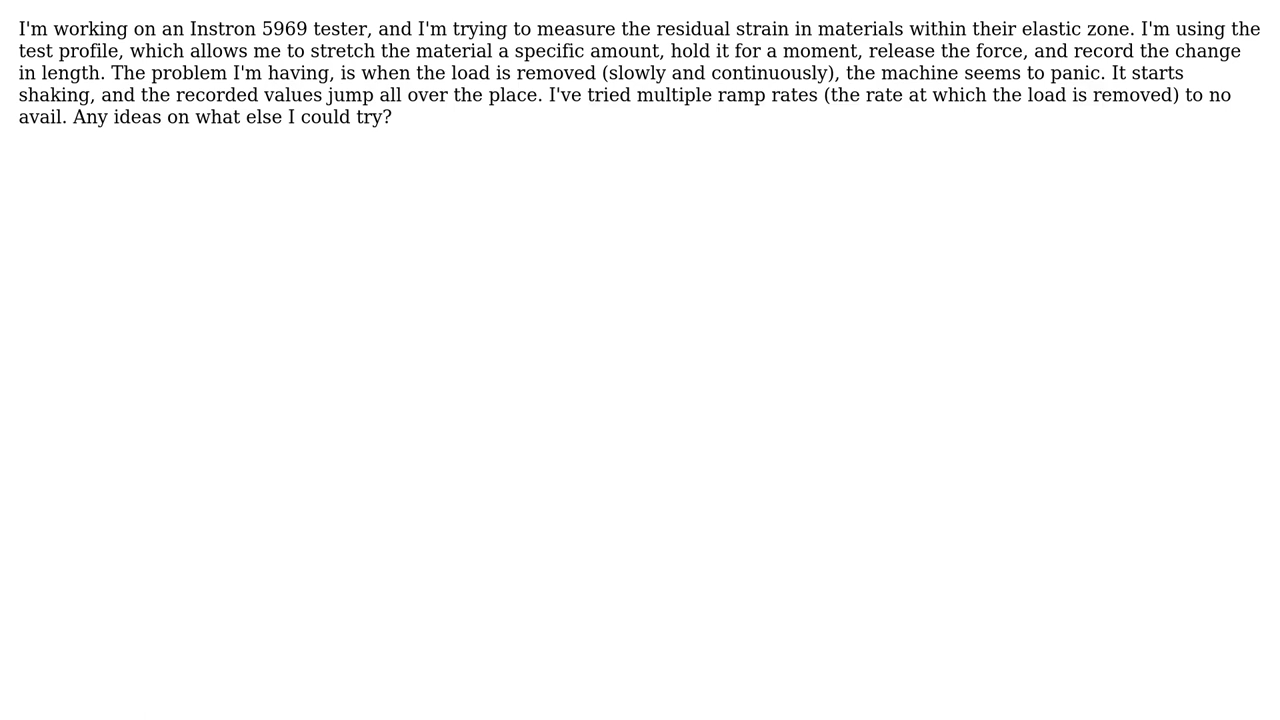 I'm working on an Instron 5969 tester, and I'm trying to measure the residual strain in materials within their elastic zone. I'm using the
test profile, which allows me to stretch the material a specific amount, hold it for a moment, release the force, and record the change
in length. The problem I'm having, is when the load is removed (slowly and continuously), the machine seems to panic. It starts
shaking, and the recorded values jump all over the place. I've tried multiple ramp rates (the rate at which the load is removed) to no
avail. Any ideas on what else I could try?